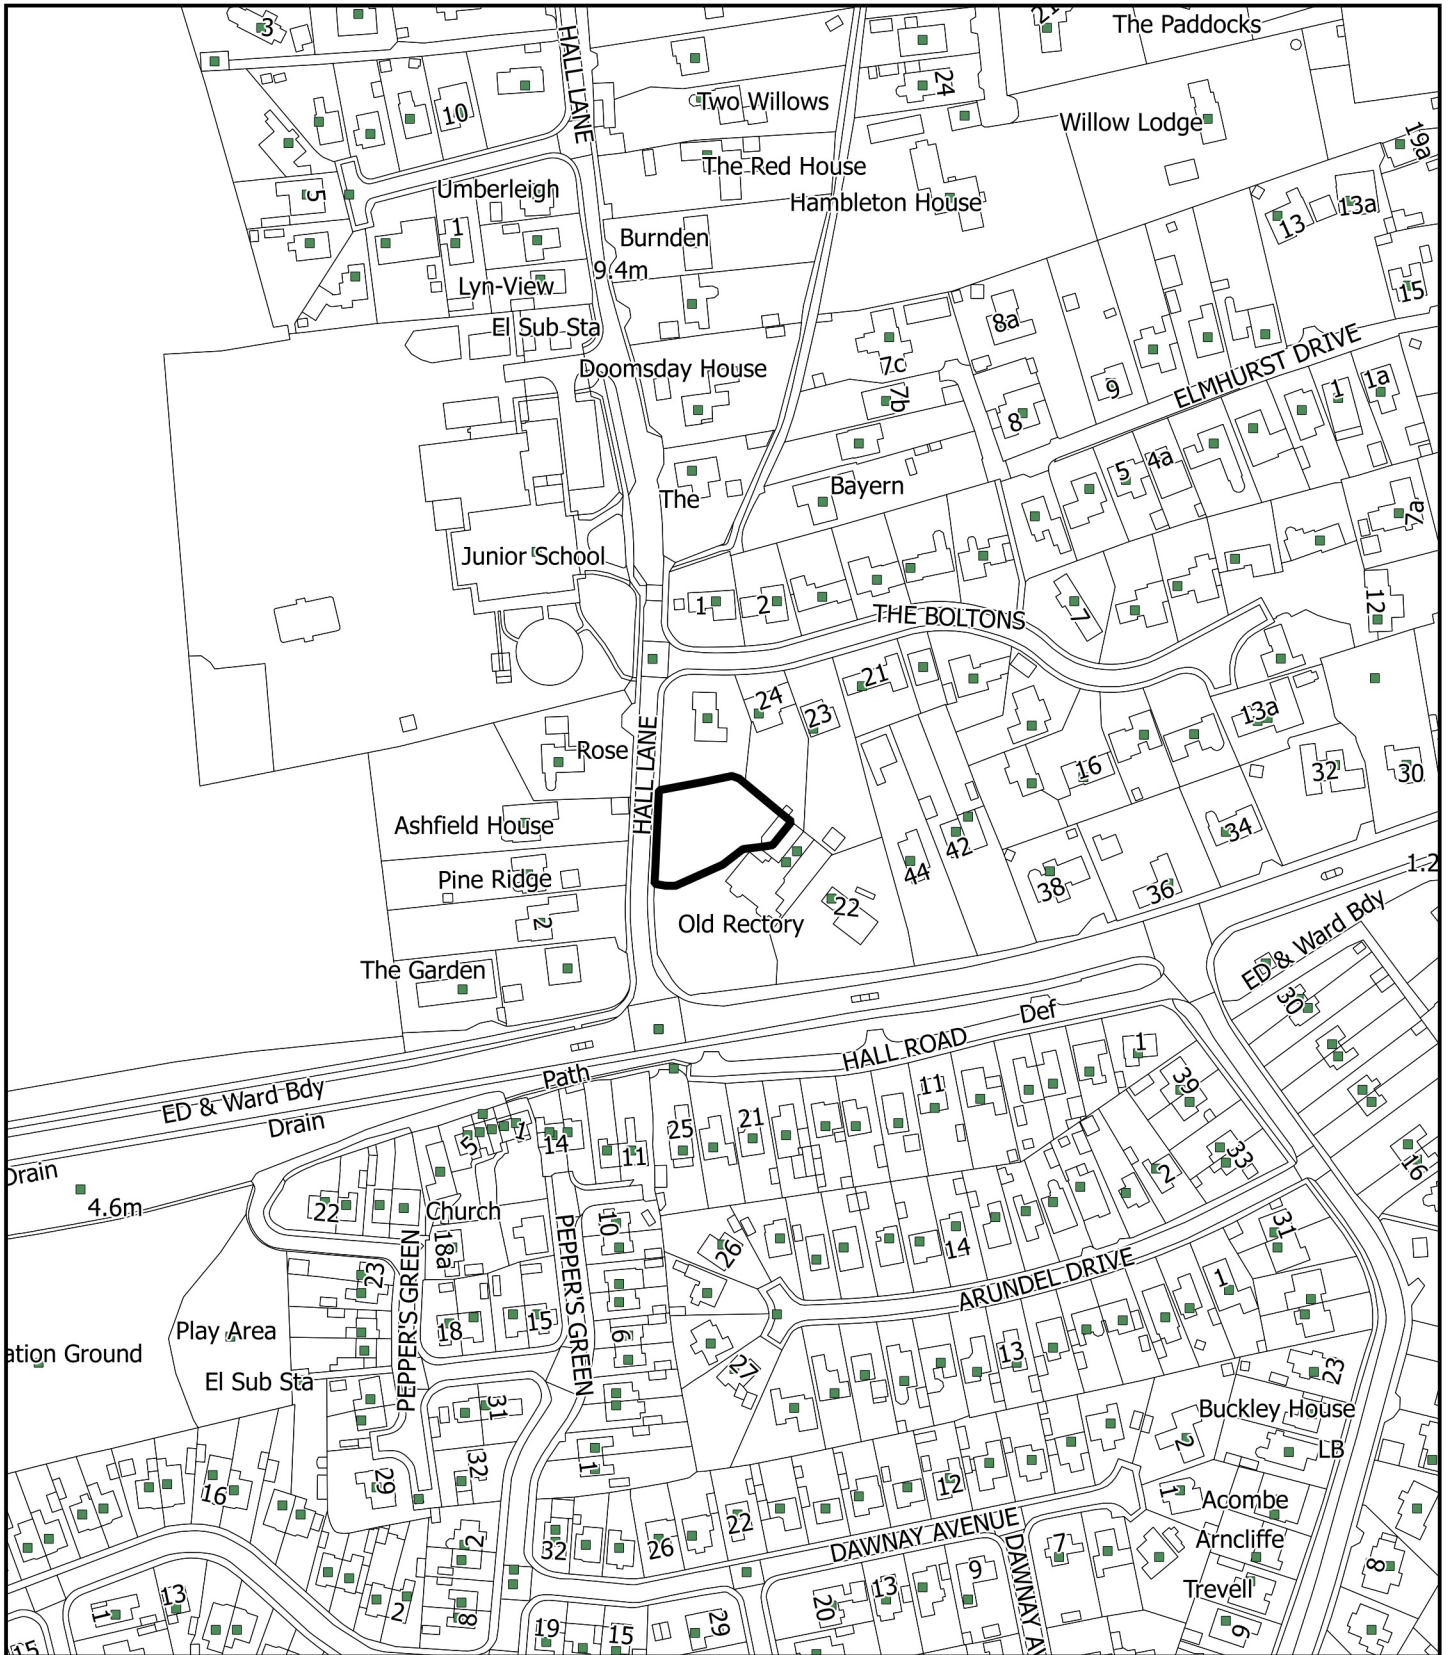 3
HALL LANE
21
The Paddocks
24
Two Willows
10
Willow Lodge
19a
The Red House
5
Umberleigh
Hambleton House
13a
13
1
Burnden
9.4m
Lyn-View
15
El Sub Sta
8a
ELMHURST DRIVE
Doomsday House
7c
7b
9
1
1a
8
5
4a
Bayern
The
2a
Junior School
1
2
THE BOLTONS
7
12
21
24
23
13a
HALL LANE
Rose
16
32
30
Ashfield House
34
42
44
1.2
Pine Ridge
38
36
22
2
Old Rectory
ED & Ward Bdy
The Garden
30
Def
HALL ROAD
1
Path
39
ED & Ward Bdy
11
Drain
21
25
1
5
14
11
33
16
Drain
2
4.6m
22
Church
10
31
18a
26
14
PEPPER'S GREEN
PEPPER'S GREEN
23
ARUNDEL DRIVE
1
15
Play Area
18
6
ation Ground
13
27
23
El Sub Sta
31
Buckley House
2
LB
1
32
29
16
12
1
Acombe
22
DAWNAY AVENUE
Arncliffe
2
32
26
7
8
9
Trevell
13
13
20
1
2
8
DAWNAY AV
19
15
29
6
15